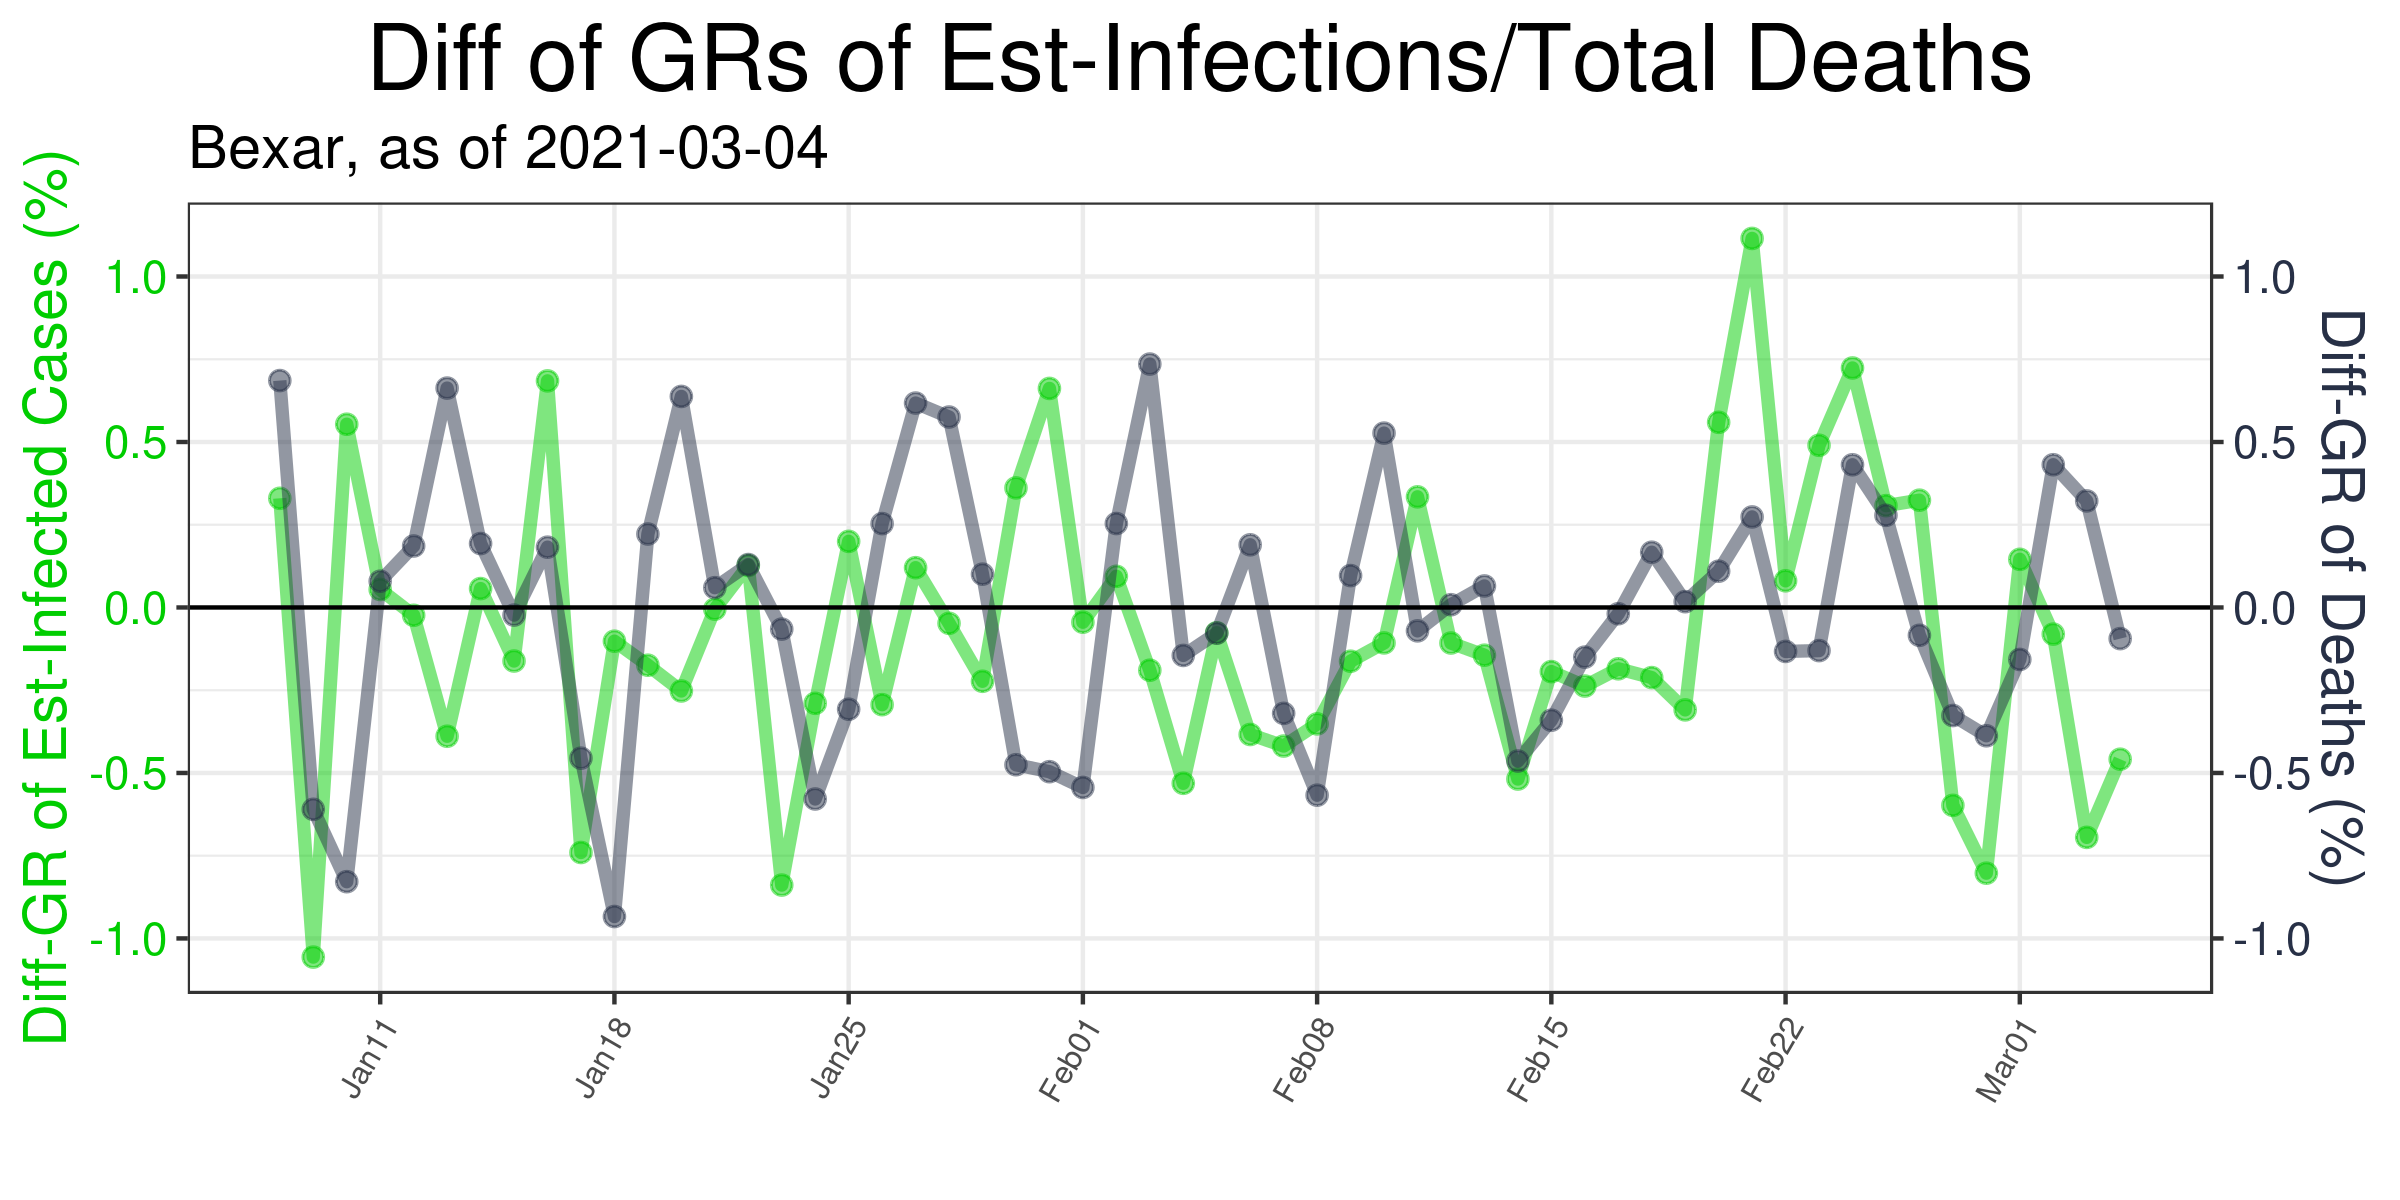 Diff of GRs of Est-Infections/Total Deaths
Bexar, as of 2021-03-04
Diff-GR of Est-Infected Cases (%)
1.0
0.5
0.0
-0.5
-1.0
1.0
0.5
0.0
-0.5
-1.0
Diff-GR of Deaths (%)
Jan11
Jan18
Jan25
Feb01
Feb08
Feb15
Feb22
Mar01